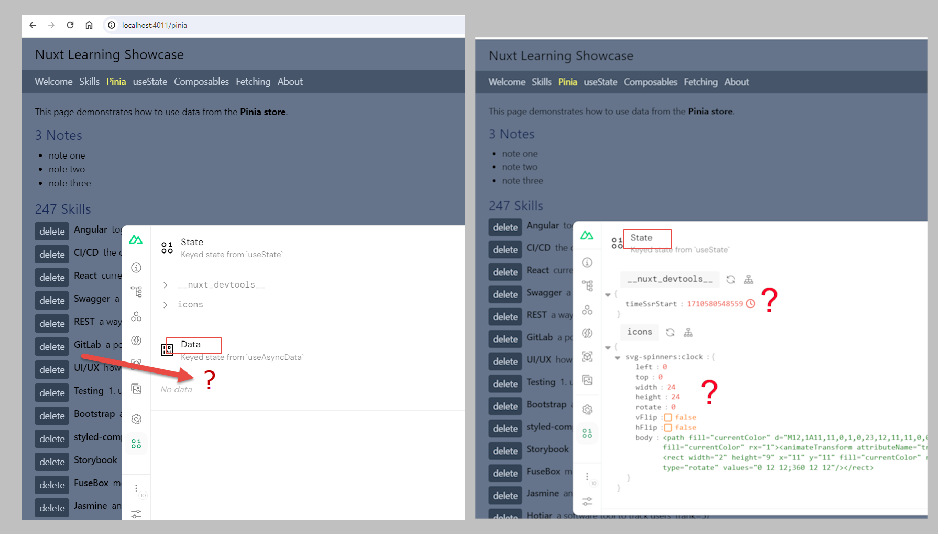 localhost:4011/pinia
Nuxt Learning Showcase
Welcome Skills Pinia useState Composables Fetching About
This page demonstrates how to use data from the Pinia store.
3 Notes
note one
note two
note three
247 Skills
delete Angular
delete CI/CD the
delete React
delete Swagger a
delete REST a way
delete GitLab a
delete UI/UX
delete Testing 1.
delete Bootstrap
delete
delete Storybook
delete FuseBox
delete Jasmine
State
Keyed state from 'useState'
__nuxt_devtools__
icons
Data
Keyed state from 'useAsyncData'
?
No data
Nuxt Learning Showcase
Welcome Skills Pinia useState Composables Fetching About
This page demonstrates how to use data from the Pinia store.
3 Notes
note one
note two
note three
247 Skills
delete Angular
delete CI/CD the
delete React
delete Swagger a
delete REST a way
delete GitLab a
delete UI/UX
delete Testing 1.
delete Bootstrap
delete
delete Storybook
delete FuseBox
delete Jasmine
delete Hotjar a software tool to track users
State
Keyed state from 'useState'
__nuxt_devtools__
{
timeSsrStart : 1710580548559
?
}
icons
{
svg-spinners:clock : {
left : 0
top : 0
width : 24
height : 24
rotate : 0
vFlip : false
hFlip : false
?
body : <path fill="currentColor" d="M12,1A11,11,0,1,0,23,12,11,11,0,
fill="currentColor" rx="1"><animateTransform
<rect width="2" height="9" x="11" y="11" fill="currentColor"
type="rotate" values="0 12 12;360 12 12"/></rect>
}
}